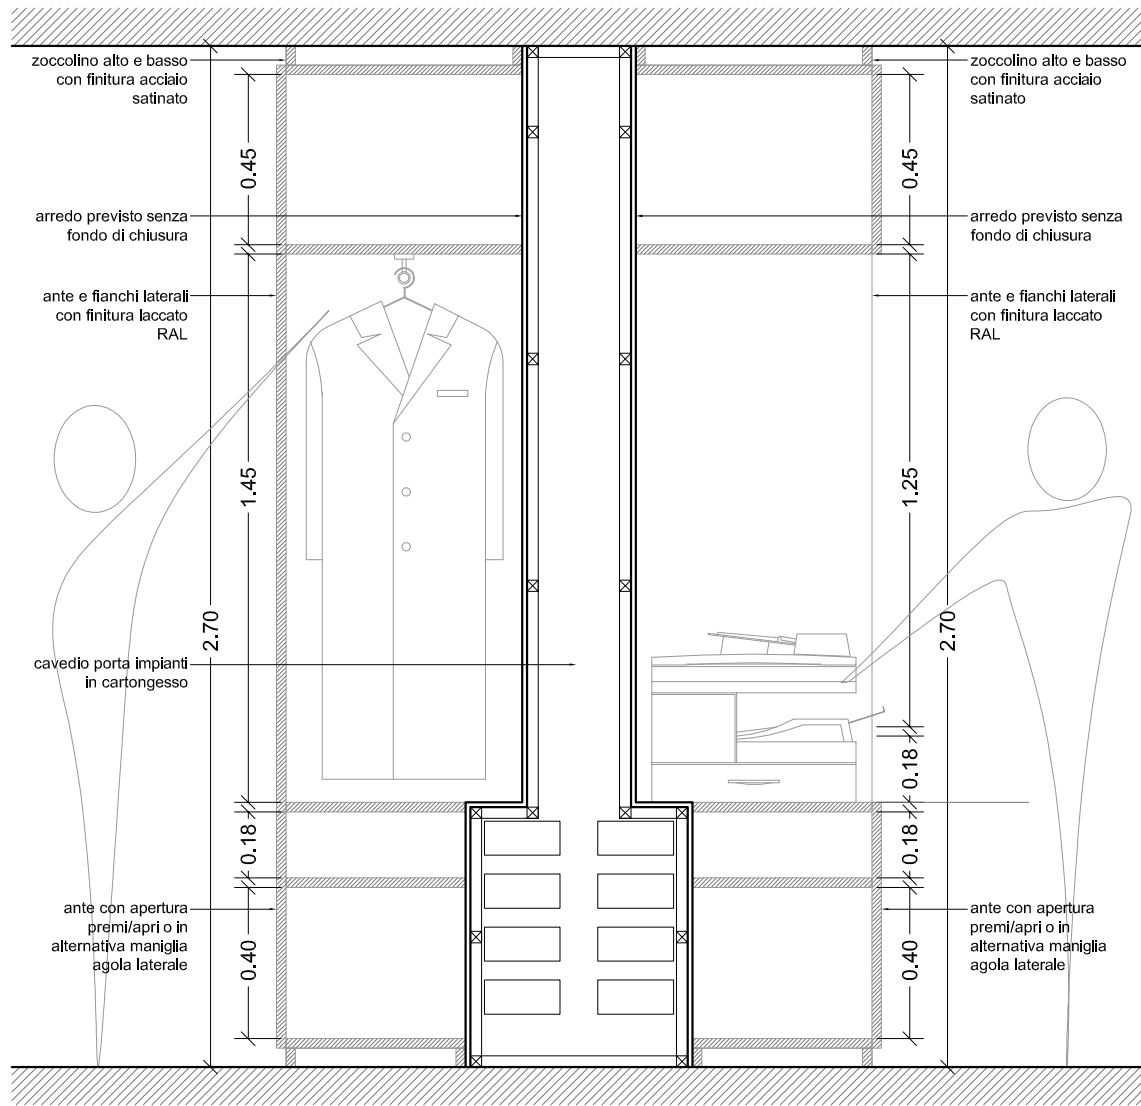 zoccolino alto e basso
con finitura acciaio
satinato
0.45
arredo previsto senza
fondo di chiusura
ante e fianchi laterali
con finitura laccato
RAL
1.45
2.70
cavedio porta impianti
in cartongesso
0.18
ante con apertura
premi/apri o in
alternativa maniglia
agola laterale
0.40
zoccolino alto e basso
con finitura acciaio
satinato
0.45
arredo previsto senza
fondo di chiusura
ante e fianchi laterali
con finitura laccato
RAL
1.25
2.70
0.18
0.18
ante con apertura
premi/apri o in
alternativa maniglia
agola laterale
0.40